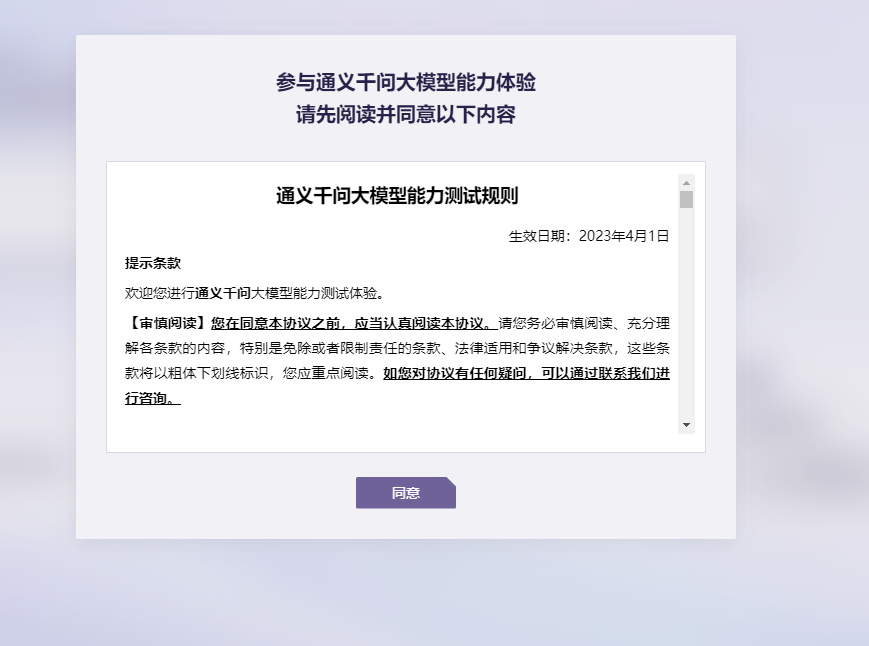 参与通义千问大模型能力体验
请先阅读并同意以下内容
通义千问大模型能力测试规则
生效日期：2023年4月1日
提示条款
欢迎您进行通义千问大模型能力测试体验。
【审慎阅读】您在同意本协议之前，应当认真阅读本协议。请您务必审慎阅读、充分理
解各条款的内容，特别是免除或者限制责任的条款、法律适用和争议解决条款，这些条
款将以粗体下划线标识，您应重点阅读。如您对协议有任何疑问，可以通过联系我们进
行咨询。
同意